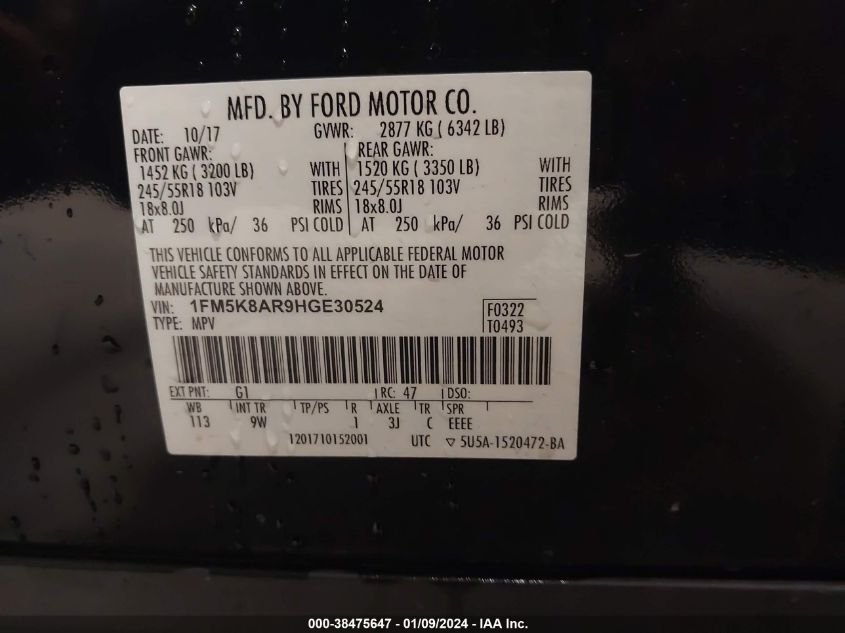 MFD. BY FORD MOTOR CO.
DATE: 10/17 GVWR: 2877 KG ( 6342 LB)
FRONT GAWR: REAR GAWR:
1452 KG ( 3200 LB) WITH 1520 KG ( 3350 LB) WITH
245/55R18 103V TIRES 245/55R18 103V TIRES
18x8.0J RIMS 18x8.0J RIMS
AT 250 kPa/ 36 PSI COLD AT 250 kPa/ 36 PSI COLD
THIS VEHICLE CONFORMS TO ALL APPLICABLE FEDERAL MOTOR
VEHICLE SAFETY STANDARDS IN EFFECT ON THE DATE OF
MANUFACTURE SHOWN ABOVE.
VIN: 1FM5K8AR9HGE30524 F0322
TYPE: MPV T0493
EXT PNT: G1 RC: 47 DSO:
WB INT TR TP/PS R AXLE TR SPR
113 9W 1 3J C EEEE
1201710152001 UTC ▽ 5U5A-1520472-BA
000-38475647 - 01/09/2024 - IAA Inc.